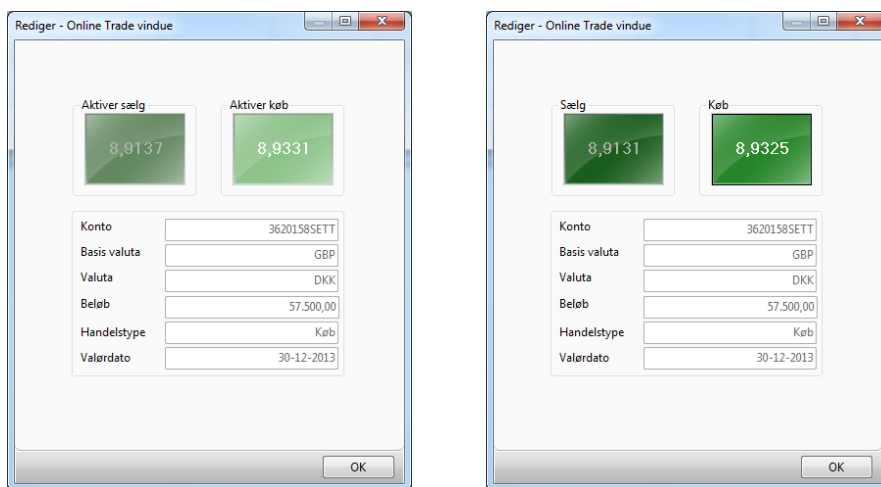 Rediger - Online Trade vindue
Aktiver sælg Aktiver køb
8,9137 8,9331
Konto 3620158SETT
Basis valuta GBP
Valuta DKK
Beløb 57.500,00
Handelstype Køb
Valørdato 30-12-2013
OK
Rediger - Online Trade vindue
Sælg Køb
8,9131 8,9325
Konto 3620158SETT
Basis valuta GBP
Valuta DKK
Beløb 57.500,00
Handelstype Køb
Valørdato 30-12-2013
OK